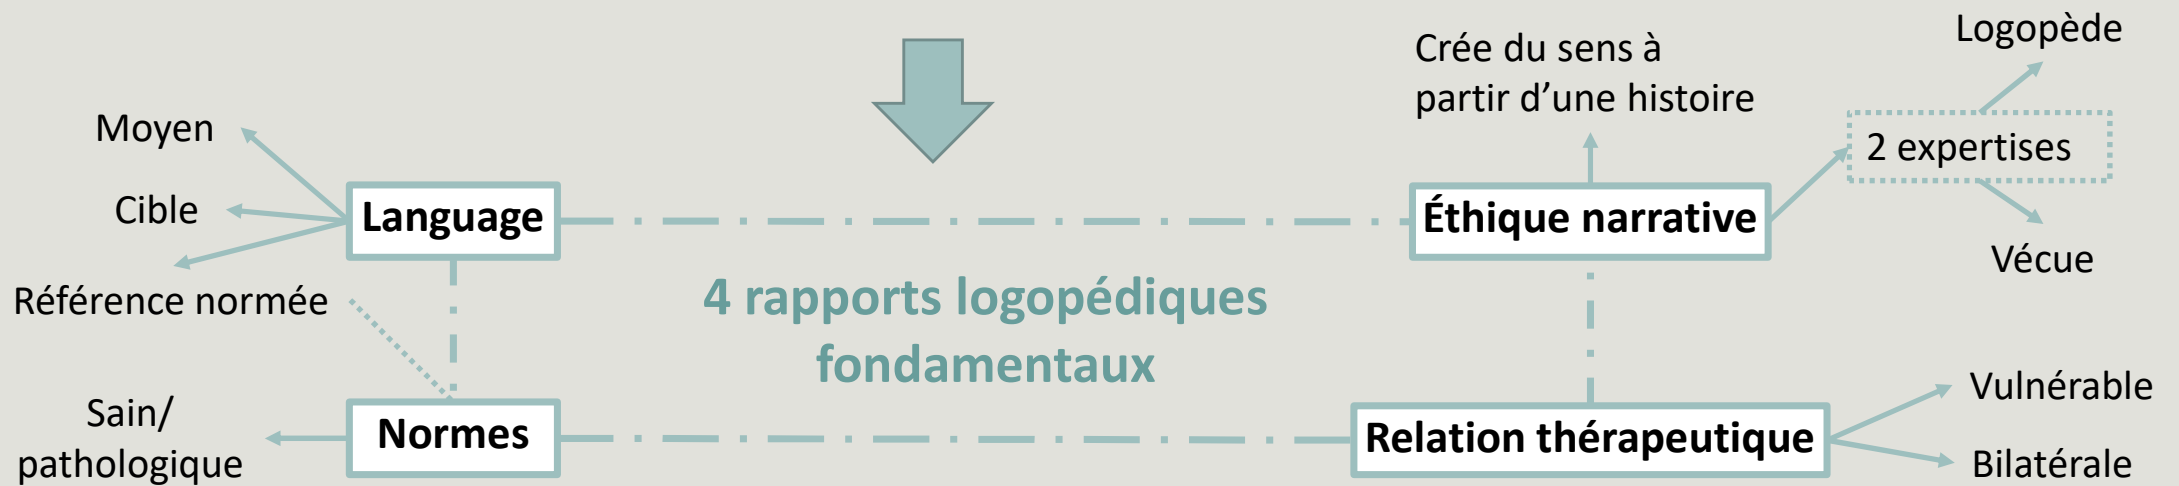 Moyen
Cible
Référence normée
Language
Sain/
pathologique
Normes
4 rapports logopédiques
fondamentaux
Crée du sens à
partir d’une histoire
Éthique narrative
Logopède
2 expertises
Vécue
Relation thérapeutique
Vulnérable
Bilatérale